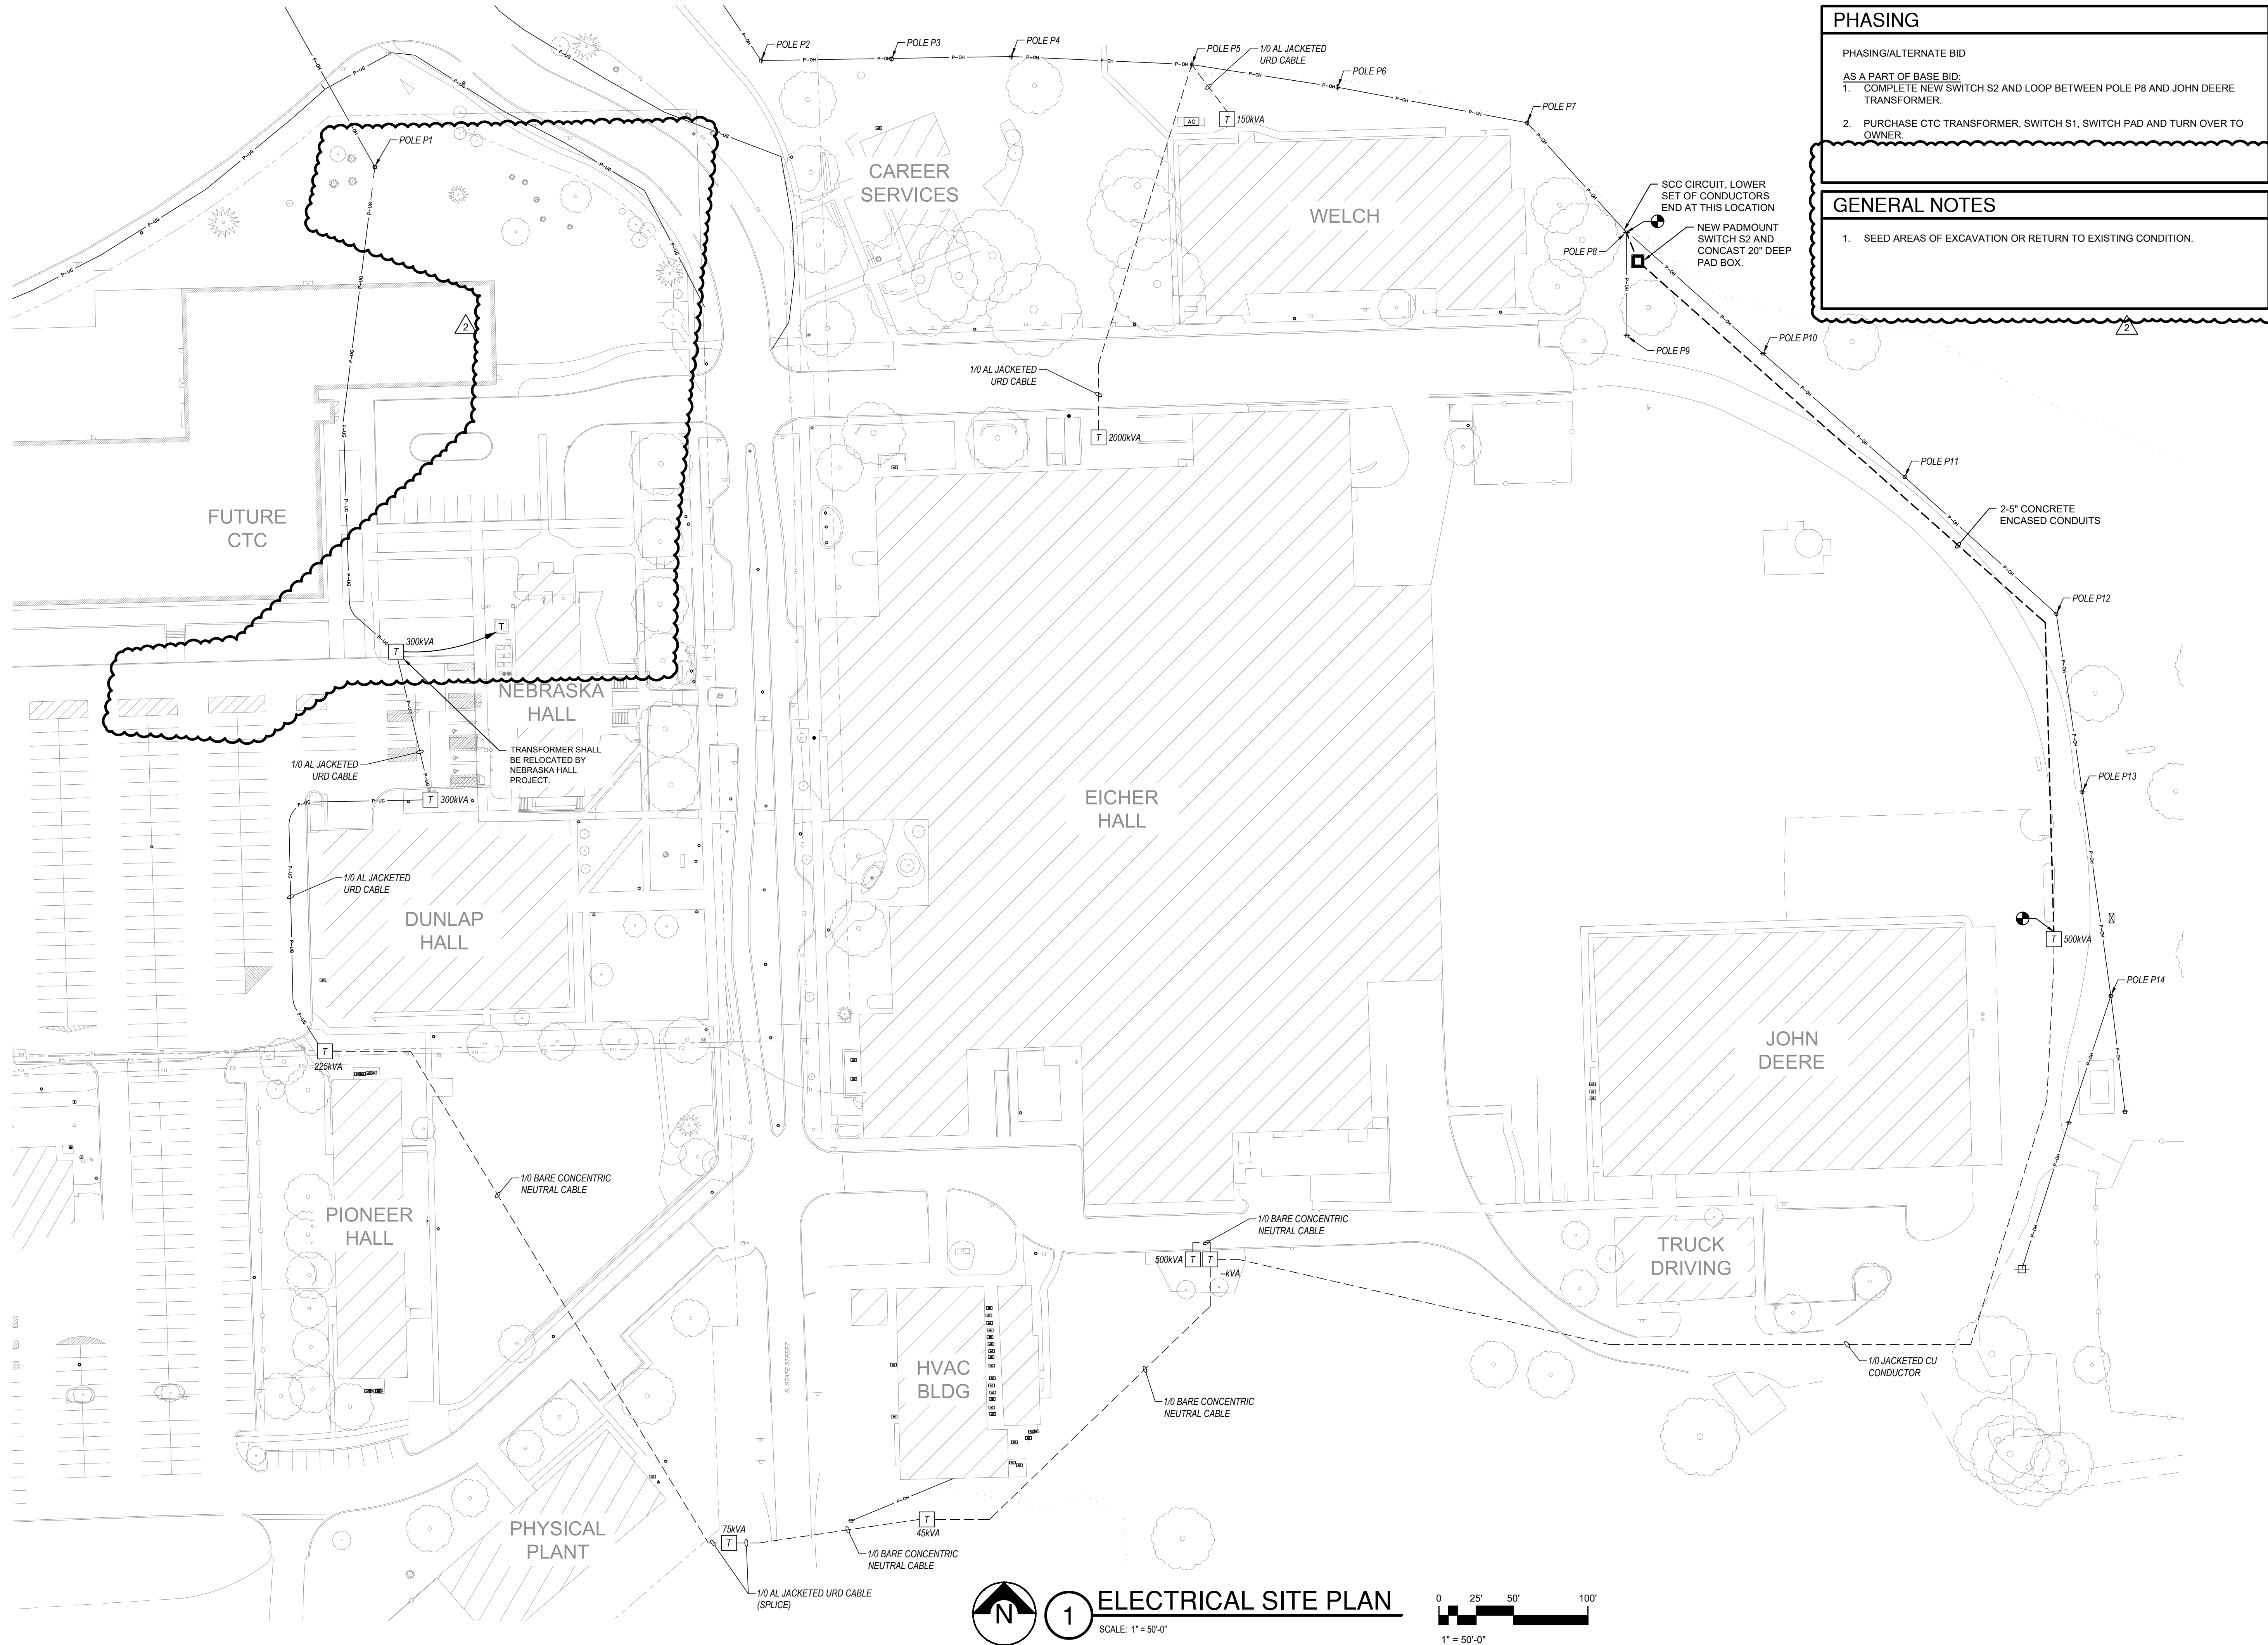 PHASING
PHASING/ALTERNATE BID
AS A PART OF BASE BID:
1. COMPLETE NEW SWITCH S2 AND LOOP BETWEEN POLE P8 AND JOHN DEERE
TRANSFORMER.
2. PURCHASE CTC TRANSFORMER, SWITCH S1, SWITCH PAD AND TURN OVER TO
OWNER.
GENERAL NOTES
1. SEED AREAS OF EXCAVATION OR RETURN TO EXISTING CONDITION.
2
POLE P1
POLE P2
POLE P3
POLE P4
POLE P5
1/0 AL JACKETED
URD CABLE
POLE P6
POLE P7
AC
T 150kVA
CAREER
SERVICES
WELCH
SCC CIRCUIT, LOWER
SET OF CONDUCTORS
END AT THIS LOCATION
POLE P8
NEW PADMOUNT
SWITCH S2 AND
CONCAST 20" DEEP
PAD BOX.
POLE P9
POLE P10
POLE P11
2-5" CONCRETE
ENCASED CONDUITS
POLE P12
POLE P13
POLE P14
2
1/0 AL JACKETED
URD CABLE
T 2000kVA
FUTURE
CTC
T
300kVA
T
NEBRASKA
HALL
TRANSFORMER SHALL
BE RELOCATED BY
NEBRASKA HALL
PROJECT.
1/0 AL JACKETED
URD CABLE
T 300kVA
1/0 AL JACKETED
URD CABLE
DUNLAP
HALL
EICHER
HALL
T 500kVA
JOHN
DEERE
T
225kVA
PIONEER
HALL
1/0 BARE CONCENTRIC
NEUTRAL CABLE
1/0 BARE CONCENTRIC
NEUTRAL CABLE
500kVA T T
--kVA
TRUCK
DRIVING
S. STATE STREET
HVAC
BLDG
1/0 JACKETED CU
CONDUCTOR
1/0 BARE CONCENTRIC
NEUTRAL CABLE
PHYSICAL
PLANT
75kVA
T
T
45kVA
1/0 BARE CONCENTRIC
NEUTRAL CABLE
1/0 AL JACKETED URD CABLE
(SPLICE)
N
1
ELECTRICAL SITE PLAN
SCALE: 1" = 50'-0"
0 25' 50' 100'
1" = 50'-0"
P-OH
P-UG
FO